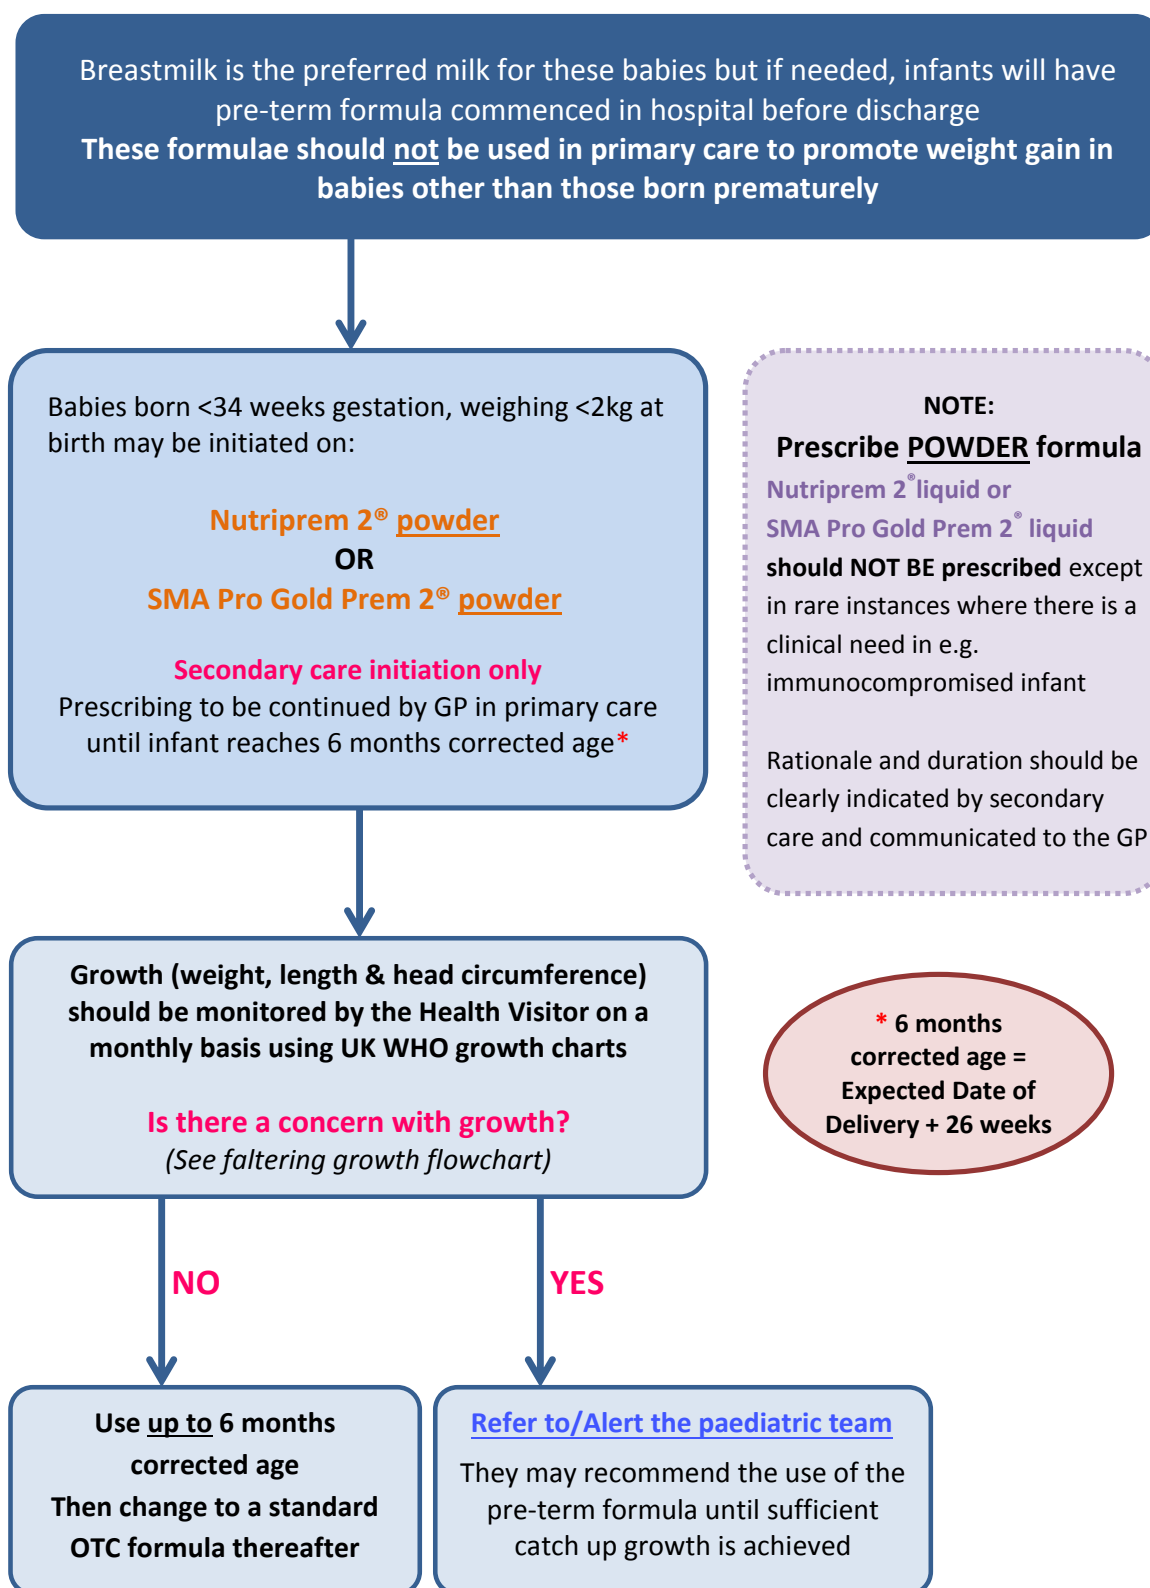 Breastmilk is the preferred milk for these babies but if needed, infants will have
pre-term formula commenced in hospital before discharge
These formulae should not be used in primary care to promote weight gain in
babies other than those born prematurely
Babies born <34 weeks gestation, weighing <2kg at
birth may be initiated on:
Nutriprem 2® powder
OR
SMA Pro Gold Prem 2® powder
Secondary care initiation only
Prescribing to be continued by GP in primary care
until infant reaches 6 months corrected age*
NOTE:
Prescribe POWDER formula
Nutriprem 2®liquid or
SMA Pro Gold Prem 2® liquid
should NOT BE prescribed except
in rare instances where there is a
clinical need in e.g.
immunocompromised infant
Rationale and duration should be
clearly indicated by secondary
care and communicated to the GP
Growth (weight, length & head circumference)
should be monitored by the Health Visitor on a
monthly basis using UK WHO growth charts
Is there a concern with growth?
(See faltering growth flowchart)
* 6 months
corrected age =
Expected Date of
Delivery + 26 weeks
NO
YES
Use up to 6 months
corrected age
Then change to a standard
OTC formula thereafter
Refer to/Alert the paediatric team
They may recommend the use of the
pre-term formula until sufficient
catch up growth is achieved